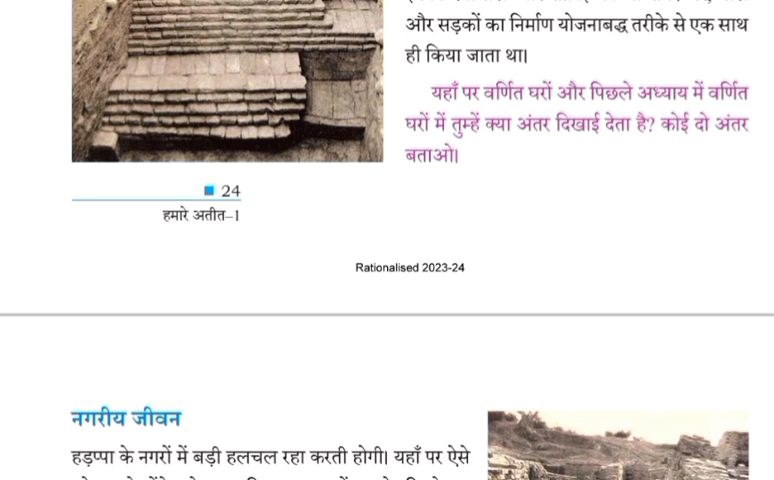 और सड़कों का निर्माण योजनाबद्ध तरीके से एक साथ
ही किया जाता था।
यहाँ पर वर्णित घरों और पिछले अध्याय में वर्णित
घरों में तुम्हें क्या अंतर दिखाई देता है? कोई दो अंतर
बताओ।
24
हमारे अतीत–1
Rationalised 2023-24
नगरीय जीवन
हड़प्पा के नगरों में बड़ी हलचल रहा करती होगी। यहाँ पर ऐसे